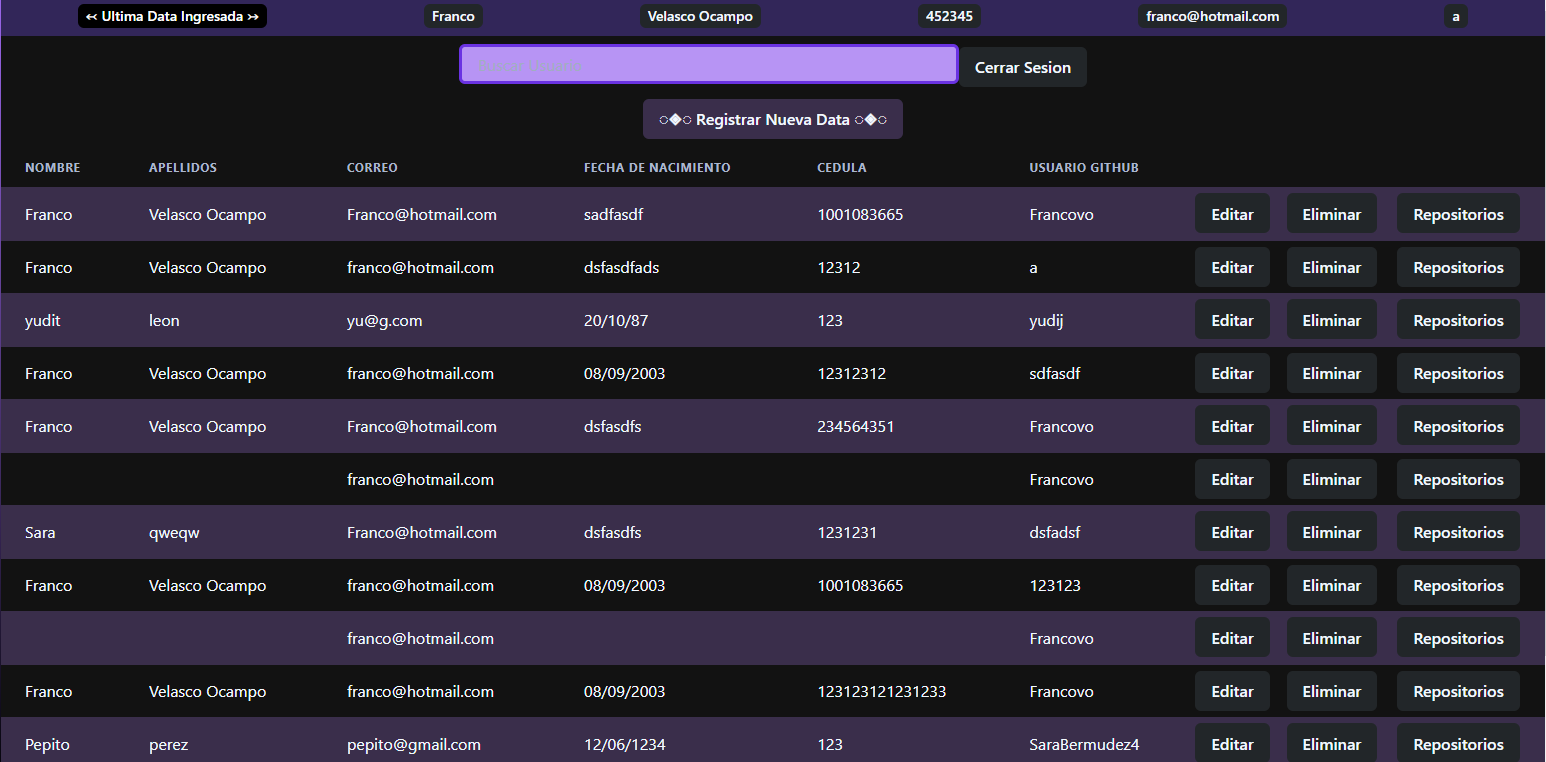 ↢ Ultima Data Ingresada ↣ Franco Velasco Ocampo 452345 franco@hotmail.com a
Cerrar Sesion
◌�◌ Registrar Nueva Data ◌�◌
NOMBRE APELLIDOS CORREO FECHA DE NACIMIENTO CEDULA USUARIO GITHUB
Franco Velasco Ocampo Franco@hotmail.com sadfasdf 1001083665 Francovo Editar Eliminar Repositorios
Franco Velasco Ocampo franco@hotmail.com dsfasdfads 12312 a Editar Eliminar Repositorios
yudit leon yu@g.com 20/10/87 123 yudij Editar Eliminar Repositorios
Franco Velasco Ocampo franco@hotmail.com 08/09/2003 12312312 sdfasdf Editar Eliminar Repositorios
Franco Velasco Ocampo Franco@hotmail.com dsfasdfs 234564351 Francovo Editar Eliminar Repositorios
franco@hotmail.com Francovo Editar Eliminar Repositorios
Sara qweqw Franco@hotmail.com dsfasdfs 1231231 dsfadsf Editar Eliminar Repositorios
Franco Velasco Ocampo franco@hotmail.com 08/09/2003 1001083665 123123 Editar Eliminar Repositorios
franco@hotmail.com Francovo Editar Eliminar Repositorios
Franco Velasco Ocampo franco@hotmail.com 08/09/2003 123123121231233 Francovo Editar Eliminar Repositorios
Pepito perez pepito@gmail.com 12/06/1234 123 SaraBermudez4 Editar Eliminar Repositorios